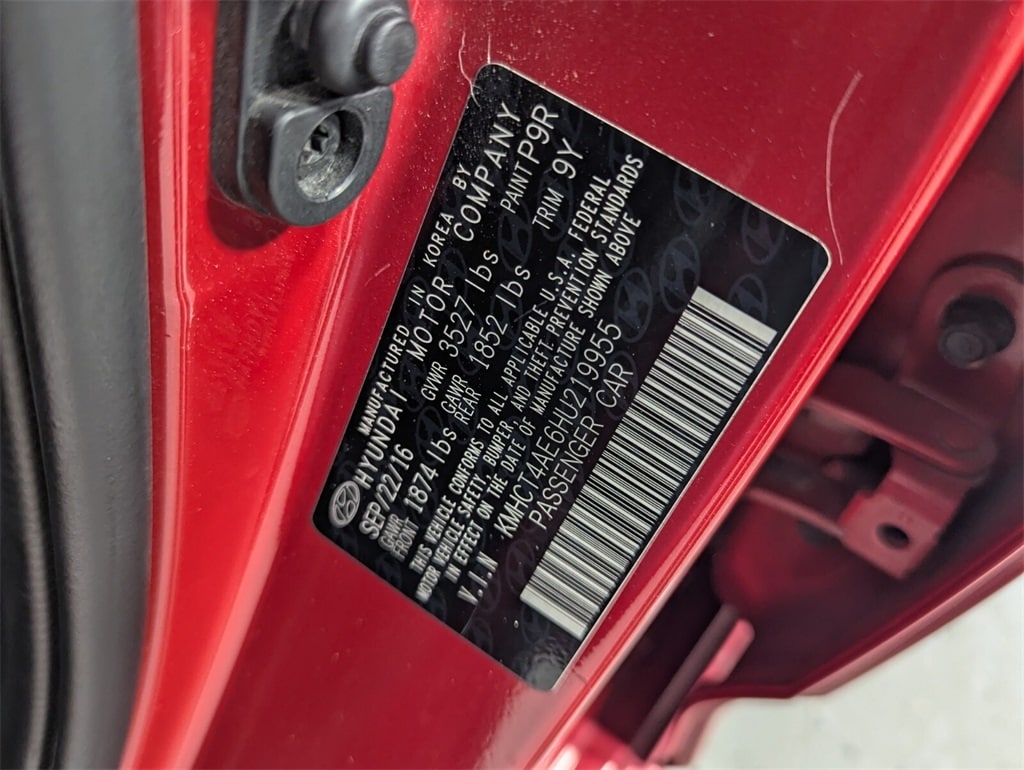 MANUFACTURED IN KOREA BY
HYUNDAI MOTOR COMPANY
SEP/22/16 GVWR 3527 lbs PAINT P9R
GAWR FRONT 1874 lbs GAWR REAR 1852 lbs TRIM 9Y
THIS VEHICLE CONFORMS TO ALL APPLICABLE U.S.A. FEDERAL
MOTOR VEHICLE SAFETY, BUMPER, AND THEFT PREVENTION STANDARDS
IN EFFECT ON THE DATE OF MANUFACTURE SHOWN ABOVE
V.I.N KMHCT4AE6HU219955
PASSENGER CAR